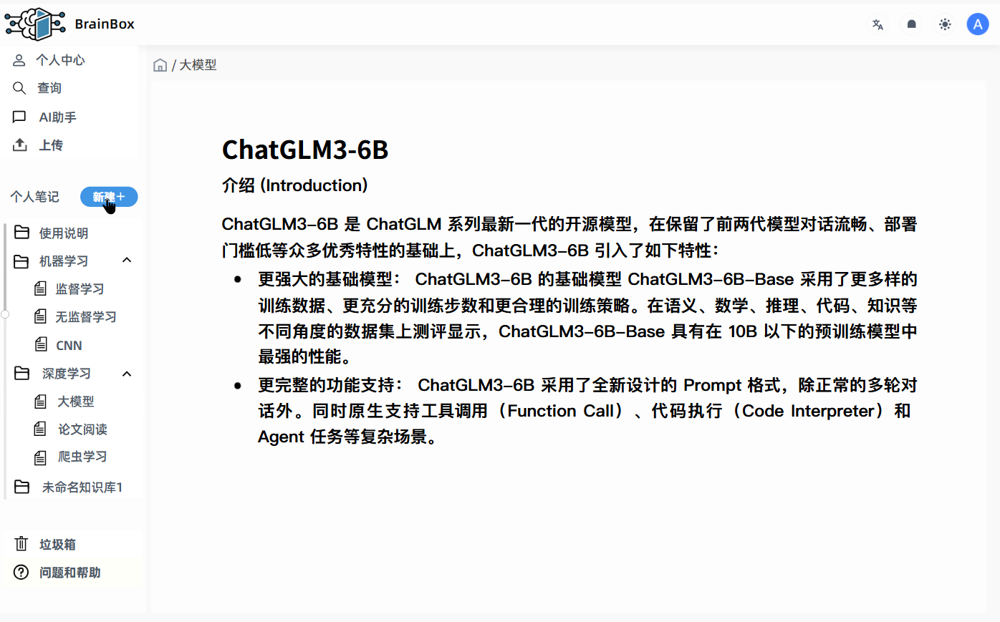 BrainBox
A
个人中心
查询
AI助手
上传
个人笔记
新建+
使用说明
机器学习
监督学习
无监督学习
CNN
深度学习
大模型
论文阅读
爬虫学习
未命名知识库1
垃圾箱
问题和帮助
/ 大模型
ChatGLM3-6B
介绍 (Introduction)
ChatGLM3-6B 是 ChatGLM 系列最新一代的开源模型，在保留了前两代模型对话流畅、部署
门槛低等众多优秀特性的基础上，ChatGLM3-6B 引入了如下特性：
● 更强大的基础模型： ChatGLM3-6B 的基础模型 ChatGLM3-6B-Base 采用了更多样的
训练数据、更充分的训练步数和更合理的训练策略。在语义、数学、推理、代码、知识等
不同角度的数据集上测评显示，ChatGLM3-6B-Base 具有在 10B 以下的预训练模型中
最强的性能。
● 更完整的功能支持： ChatGLM3-6B 采用了全新设计的 Prompt 格式，除正常的多轮对
话外。同时原生支持工具调用（Function Call）、代码执行（Code Interpreter）和
Agent 任务等复杂场景。